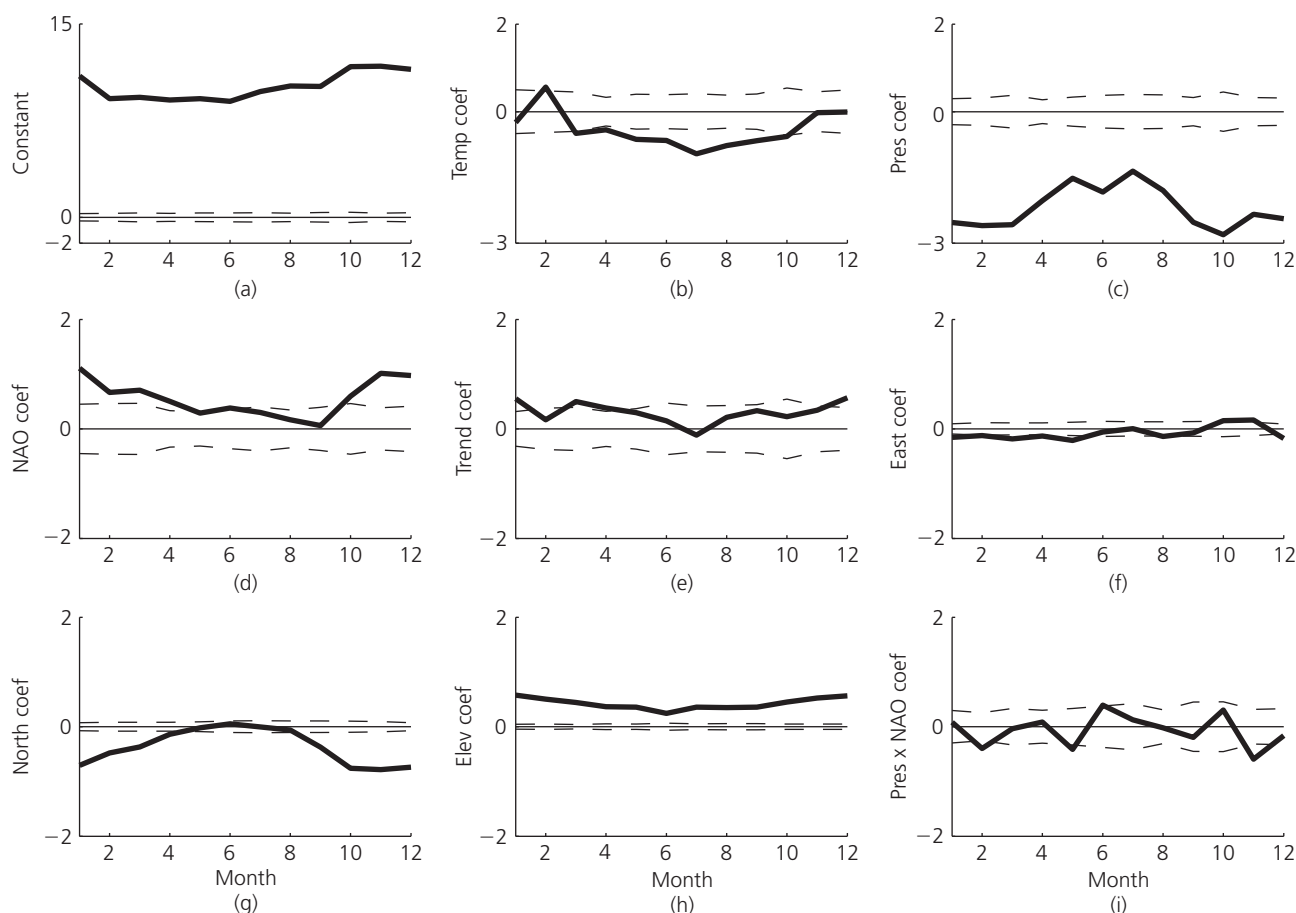 15
Constant
0
−2
2 4 6 8 10 12
(a)
2
Temp coef
0
−3
2 4 6 8 10 12
(b)
2
Pres coef
0
−3
2 4 6 8 10 12
(c)
2
NAO coef
0
−2
2 4 6 8 10 12
(d)
2
Trend coef
0
−2
2 4 6 8 10 12
(e)
2
East coef
0
−2
2 4 6 8 10 12
(f)
2
North coef
0
−2
2 4 6 8 10 12
Month
(g)
2
Elev coef
0
−2
2 4 6 8 10 12
Month
(h)
2
Pres x NAO coef
0
−2
2 4 6 8 10 12
Month
(i)